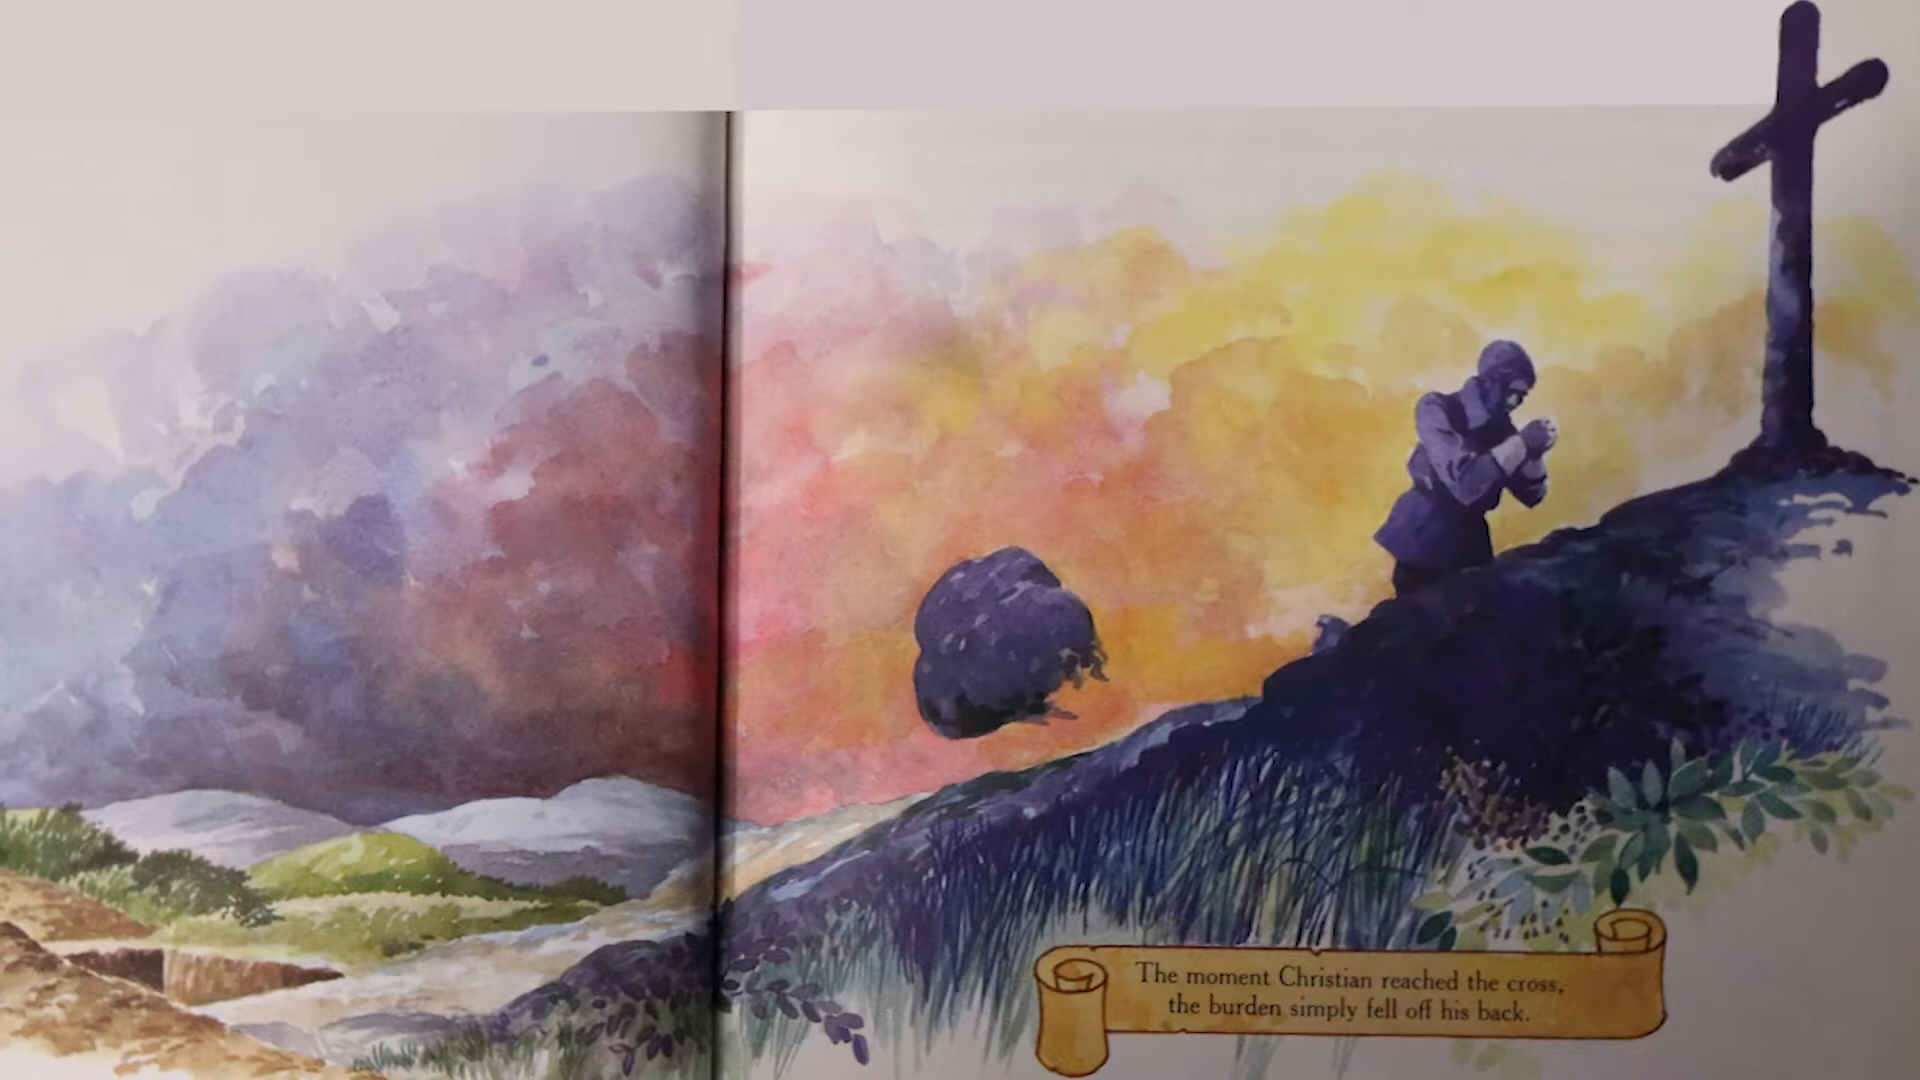 The moment Christian reached the cross,
the burden simply fell off his back.